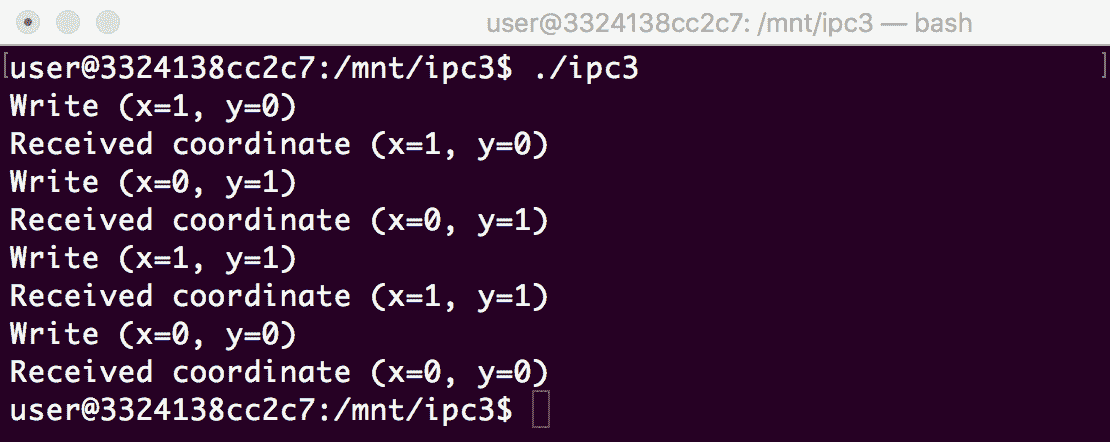 user@3324138cc2c7: /mnt/ipc3 — bash
[user@3324138cc2c7:/mnt/ipc3$ ./ipc3 ]
Write (x=1, y=0)
Received coordinate (x=1, y=0)
Write (x=0, y=1)
Received coordinate (x=0, y=1)
Write (x=1, y=1)
Received coordinate (x=1, y=1)
Write (x=0, y=0)
Received coordinate (x=0, y=0)
user@3324138cc2c7:/mnt/ipc3$